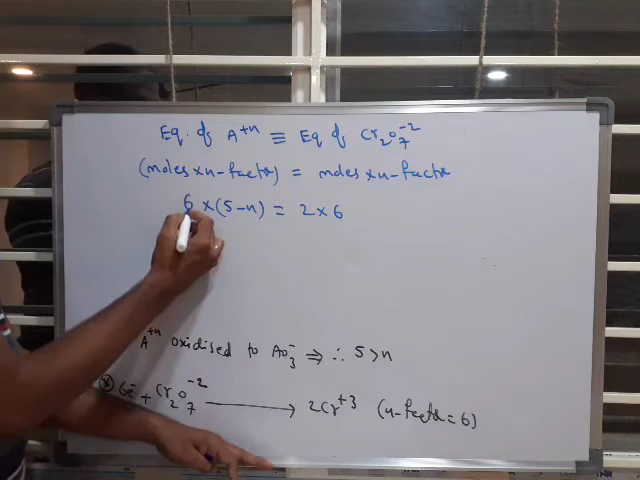 Eq. of A⁺ⁿ ≡ Eq of Cr₂O₇⁻²
(moles x n-factor) = moles x n-factor
6 x (5-n) = 2 x 6
A⁺ⁿ oxidised to AO₃⁻ ⇒ ∴ 5 > n
* 6e⁻ + Cr₂O₇⁻² ⟶ 2Cr⁺³ (n-factor = 6)